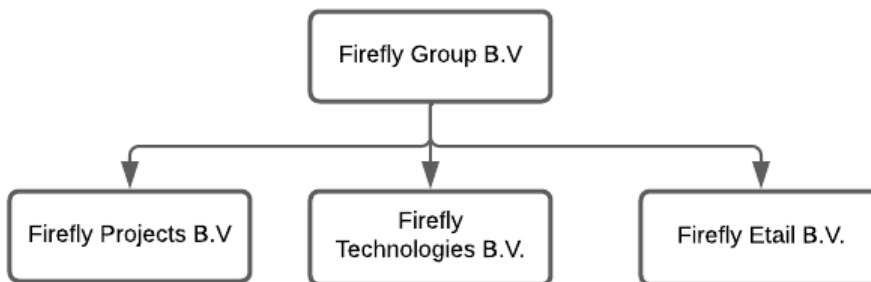 Firefly Group B.V
Firefly Projects B.V
Firefly
Technologies B.V.
Firefly Etail B.V.